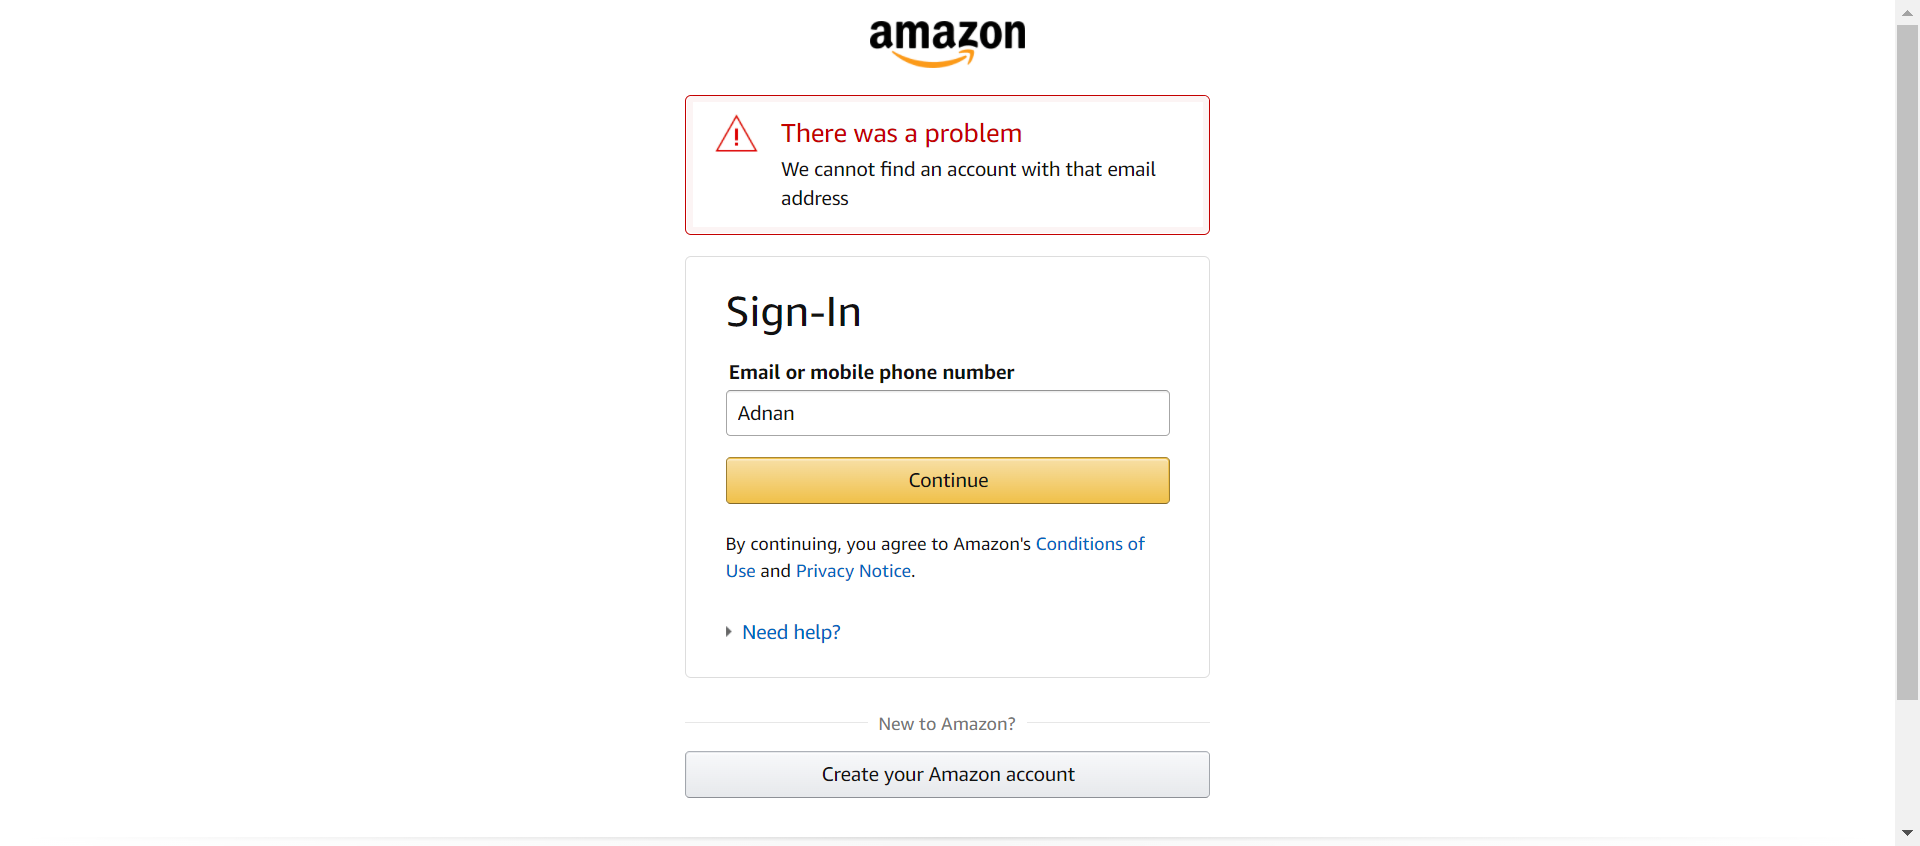 amazon
There was a problem
We cannot find an account with that email
address
Sign-In
Email or mobile phone number
Adnan
Continue
By continuing, you agree to Amazon's Conditions of
Use and Privacy Notice.
Need help?
New to Amazon?
Create your Amazon account